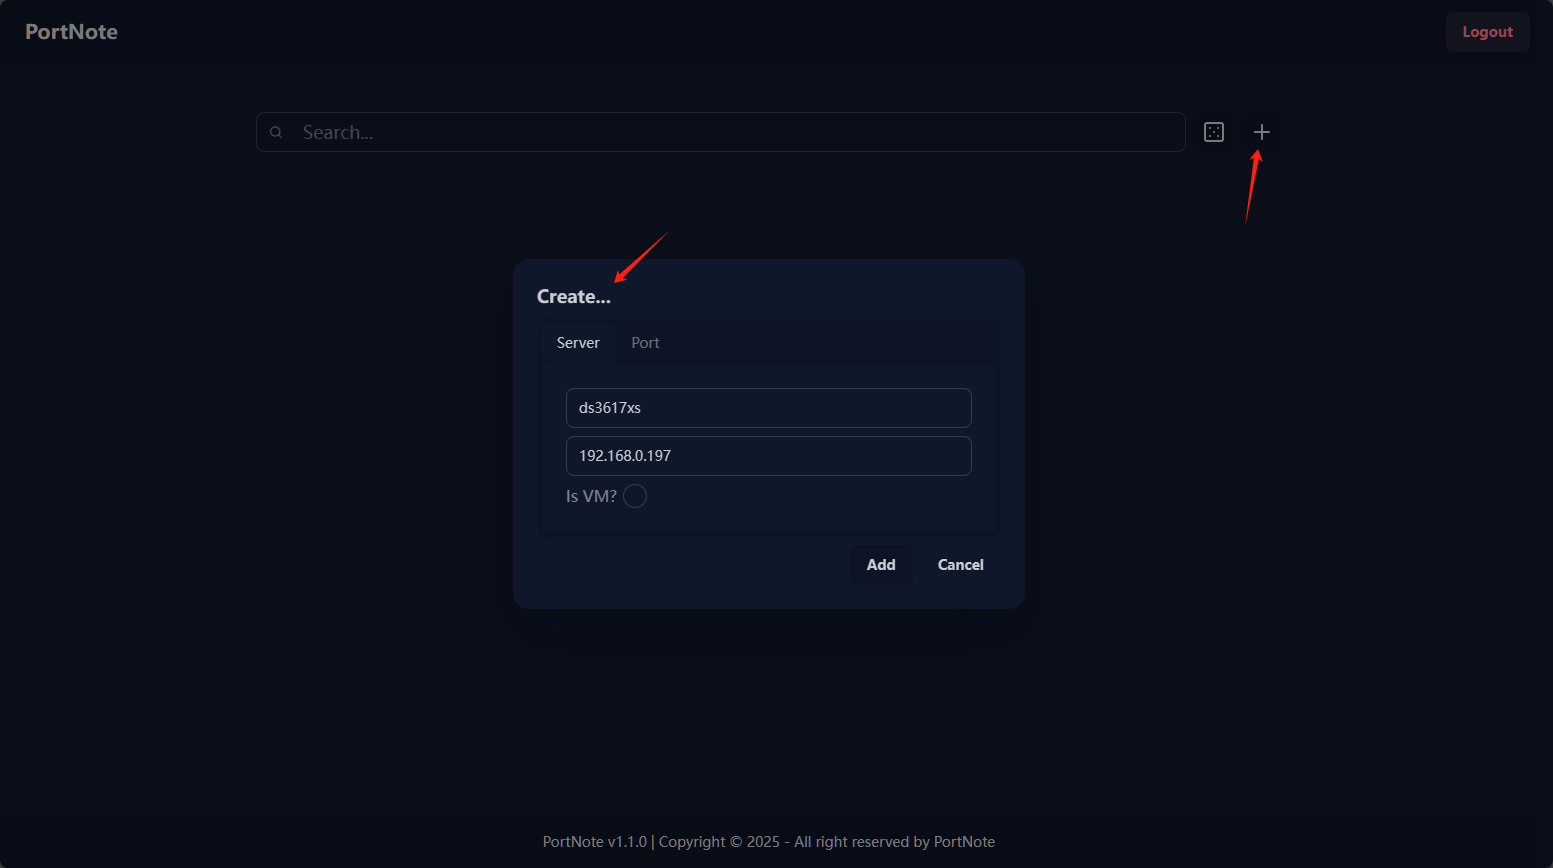 PortNote
Logout
Search...
Create...
Server Port
ds3617xs
192.168.0.197
Is VM?
Add Cancel
PortNote v1.1.0 | Copyright © 2025 - All right reserved by PortNote